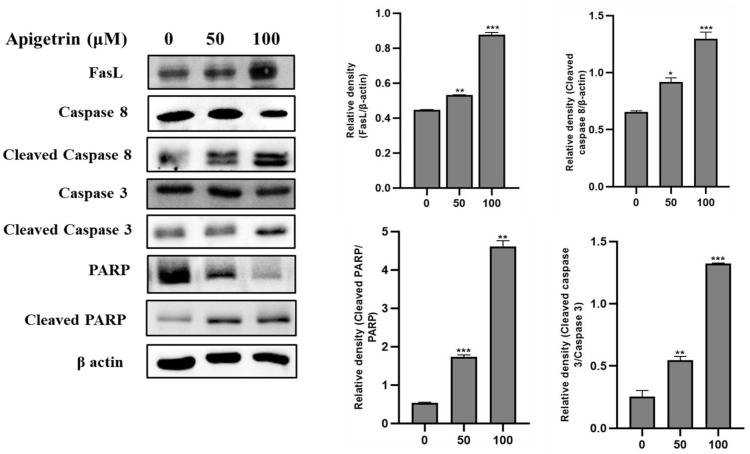 Apigetrin (µM) 0 50 100
FasL
Caspase 8
Cleaved Caspase 8
Caspase 3
Cleaved Caspase 3
PARP
Cleaved PARP
β actin
Relative density
(FasL/β-actin)
1.0
0.8
0.6
0.4
0.2
0.0
**
***
0 50 100
Relative density (Cleaved
caspase 8/β-actin)
1.5
1.0
0.5
0.0
*
***
0 50 100
Relative density (Cleaved PARP/
PARP)
5
4
3
2
1
0
***
**
0 50 100
Relative density (Cleaved caspase
3/Caspase 3)
1.5
1.0
0.5
0.0
**
***
0 50 100